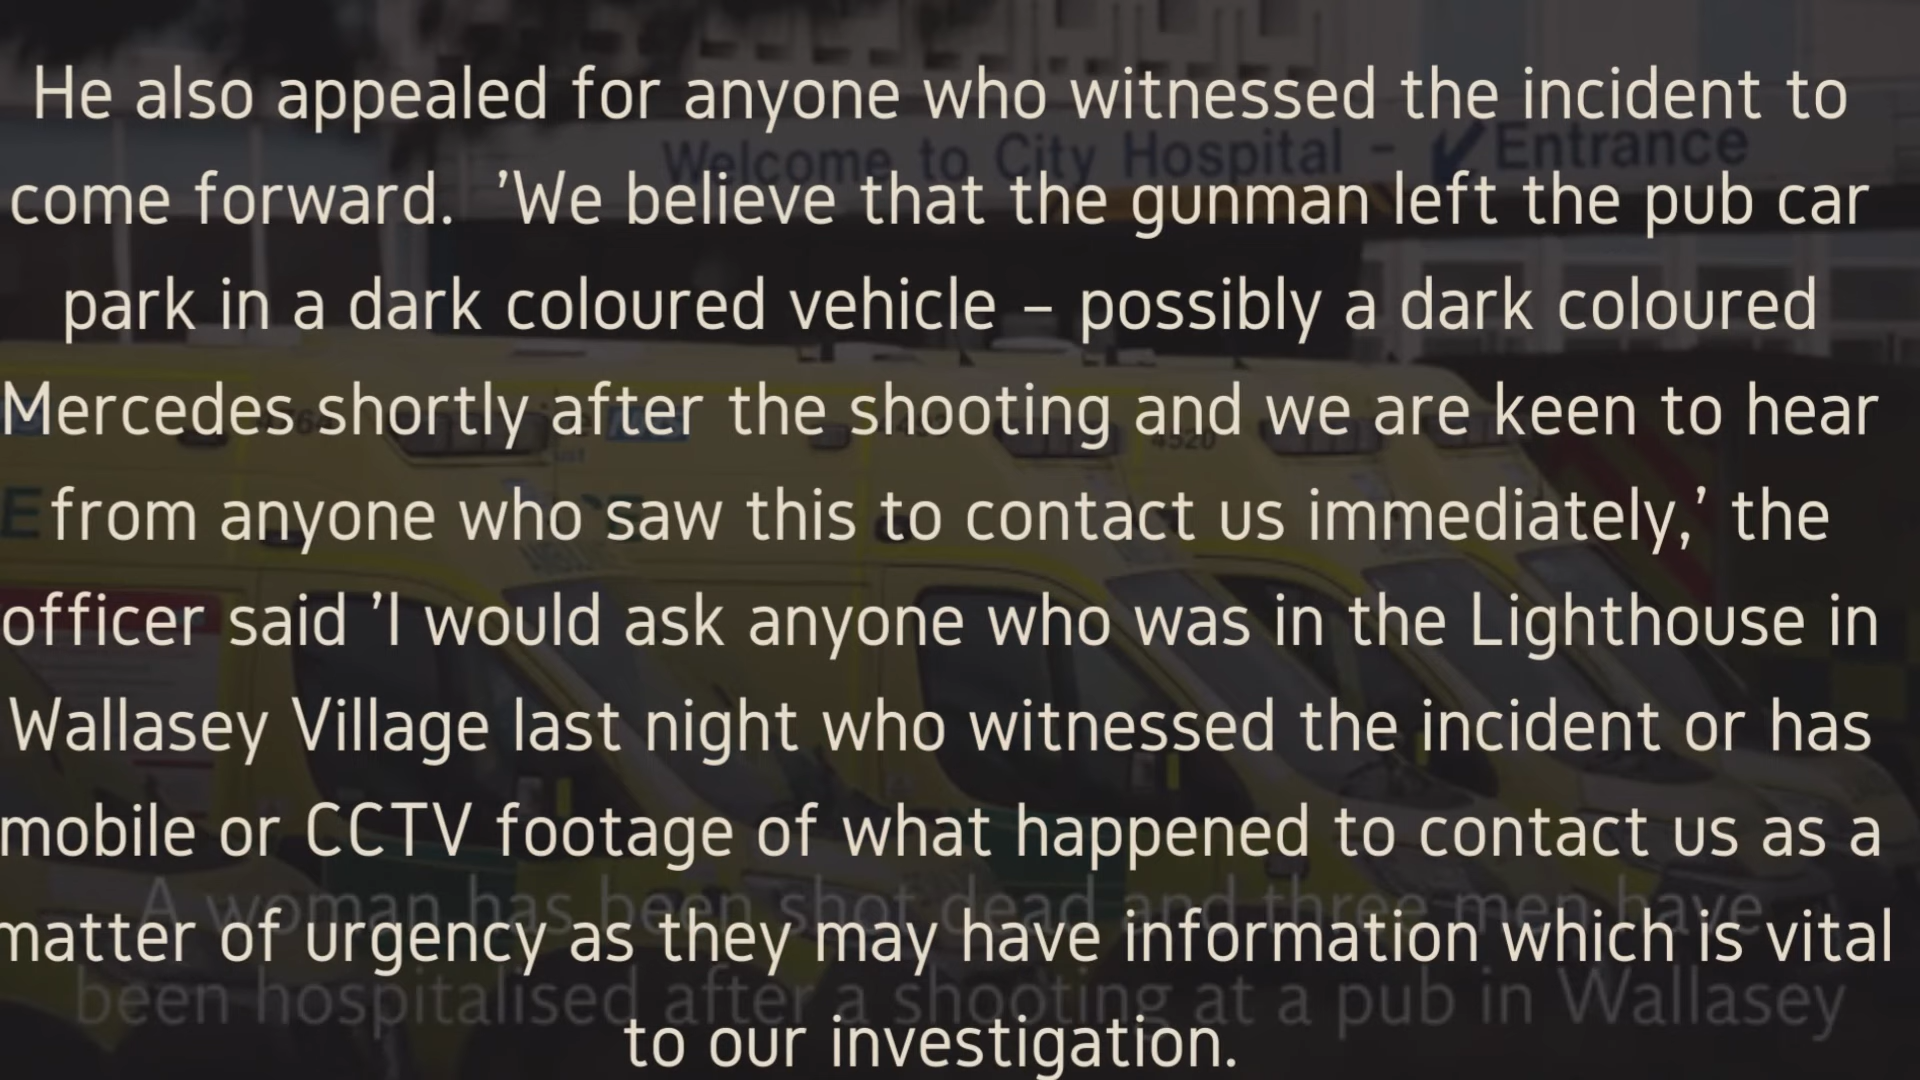 He also appealed for anyone who witnessed the incident to
Welcome to City Hospital - ↙Entrance
come forward.  'We believe that the gunman left the pub car
park in a dark coloured vehicle – possibly a dark coloured
Mercedes shortly after the shooting and we are keen to hear
4520
from anyone who saw this to contact us immediately,' the
officer said 'I would ask anyone who was in the Lighthouse in
Wallasey Village last night who witnessed the incident or has
mobile or CCTV footage of what happened to contact us as a
A woman has been shot dead and three men have
matter of urgency as they may have information which is vital
been hospitalised after a shooting at a pub in Wallasey
to our investigation.